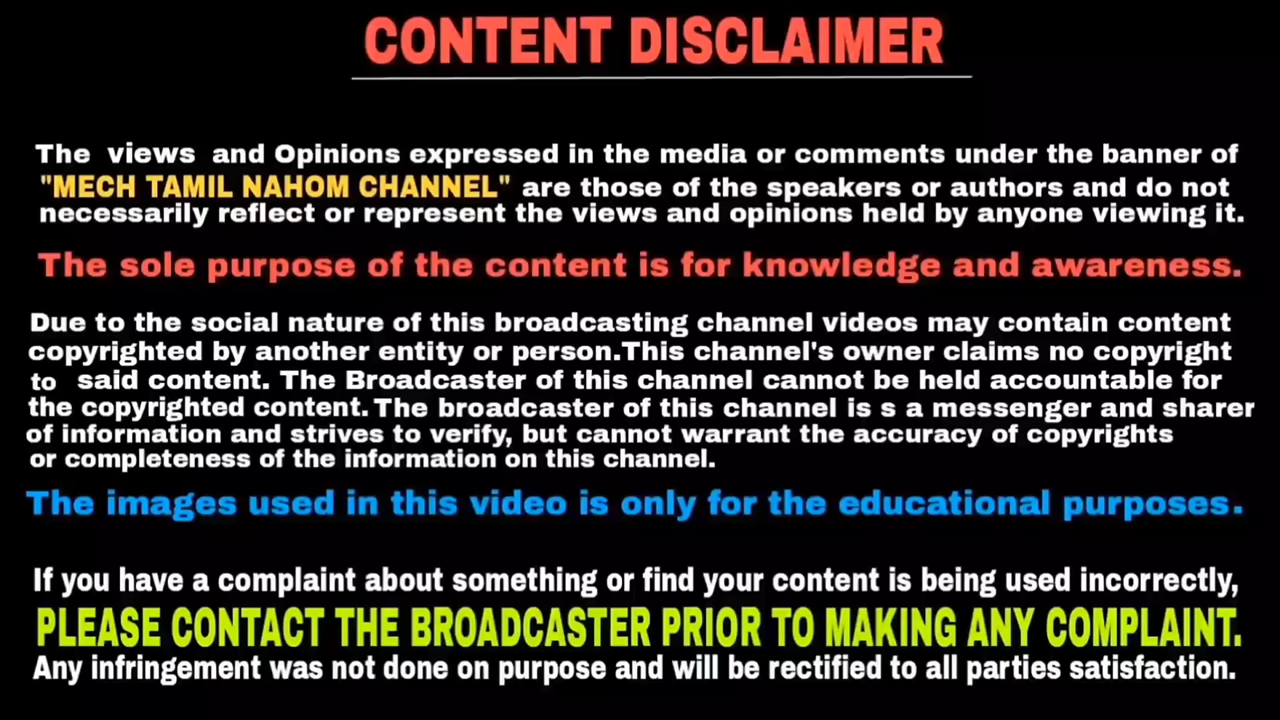 CONTENT DISCLAIMER
The views and Opinions expressed in the media or comments under the banner of
"MECH TAMIL NAHOM CHANNEL" are those of the speakers or authors and do not
necessarily reflect or represent the views and opinions held by anyone viewing it.
The sole purpose of the content is for knowledge and awareness.
Due to the social nature of this broadcasting channel videos may contain content
copyrighted by another entity or person.This channel's owner claims no copyright
to said content. The Broadcaster of this channel cannot be held accountable for
the copyrighted content. The broadcaster of this channel is s a messenger and sharer
of information and strives to verify, but cannot warrant the accuracy of copyrights
or completeness of the information on this channel.
The images used in this video is only for the educational purposes.
If you have a complaint about something or find your content is being used incorrectly,
PLEASE CONTACT THE BROADCASTER PRIOR TO MAKING ANY COMPLAINT.
Any infringement was not done on purpose and will be rectified to all parties satisfaction.